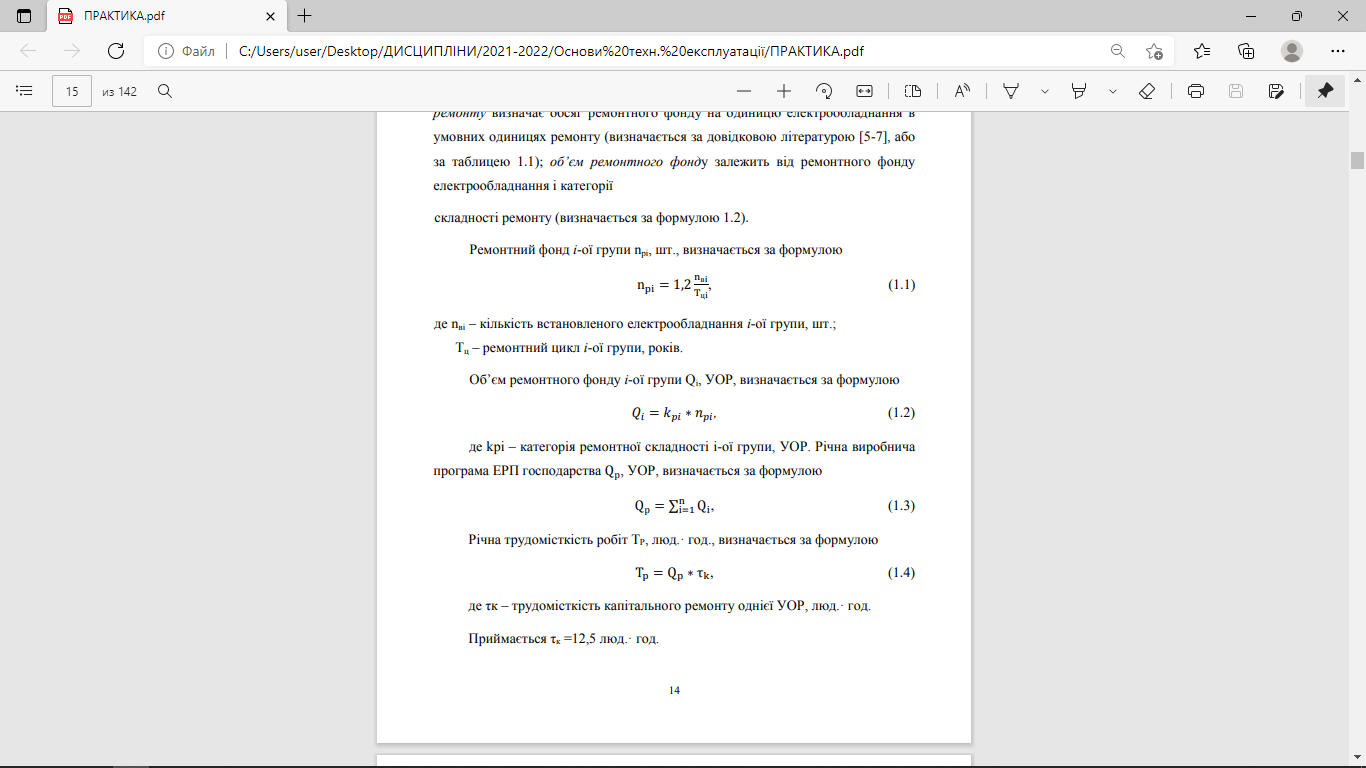 ПРАКТИКА.pdf
Файл C:/Users/user/Desktop/ДИСЦИПЛІНИ/2021-2022/Основи%20техн.%20експлуатації/ПРАКТИКА.pdf
15 из 142
ремонту визначає обсяг ремонтного фонду на одиницю електрообладнання в
умовних одиницях ремонту (визначається за довідковою літературою [5-7], або
за таблицею 1.1); об’єм ремонтного фонду залежить від ремонтного фонду
електрообладнання і категорії
складності ремонту (визначається за формулою 1.2).
Ремонтний фонд i-ої групи nрі, шт., визначається за формулою
nрі = 1,2 nві/Тці, (1.1)
де nві – кількість встановленого електрообладнання i-ої групи, шт.;
Тц – ремонтний цикл i-ої групи, років.
Об’єм ремонтного фонду i-ої групи Qі, УОР, визначається за формулою
Qi = kpi ∗ npi, (1.2)
де kрі – категорія ремонтної складності і-ої групи, УОР. Річна виробнича
програма ЕРП господарства Qр, УОР, визначається за формулою
Qр = ∑ni=1 Qi, (1.3)
Річна трудомісткість робіт ТР, люд.· год., визначається за формулою
Тр = Qр ∗ τk, (1.4)
де τк – трудомісткість капітального ремонту однієї УОР, люд.· год.
Приймається τк =12,5 люд.· год.
14